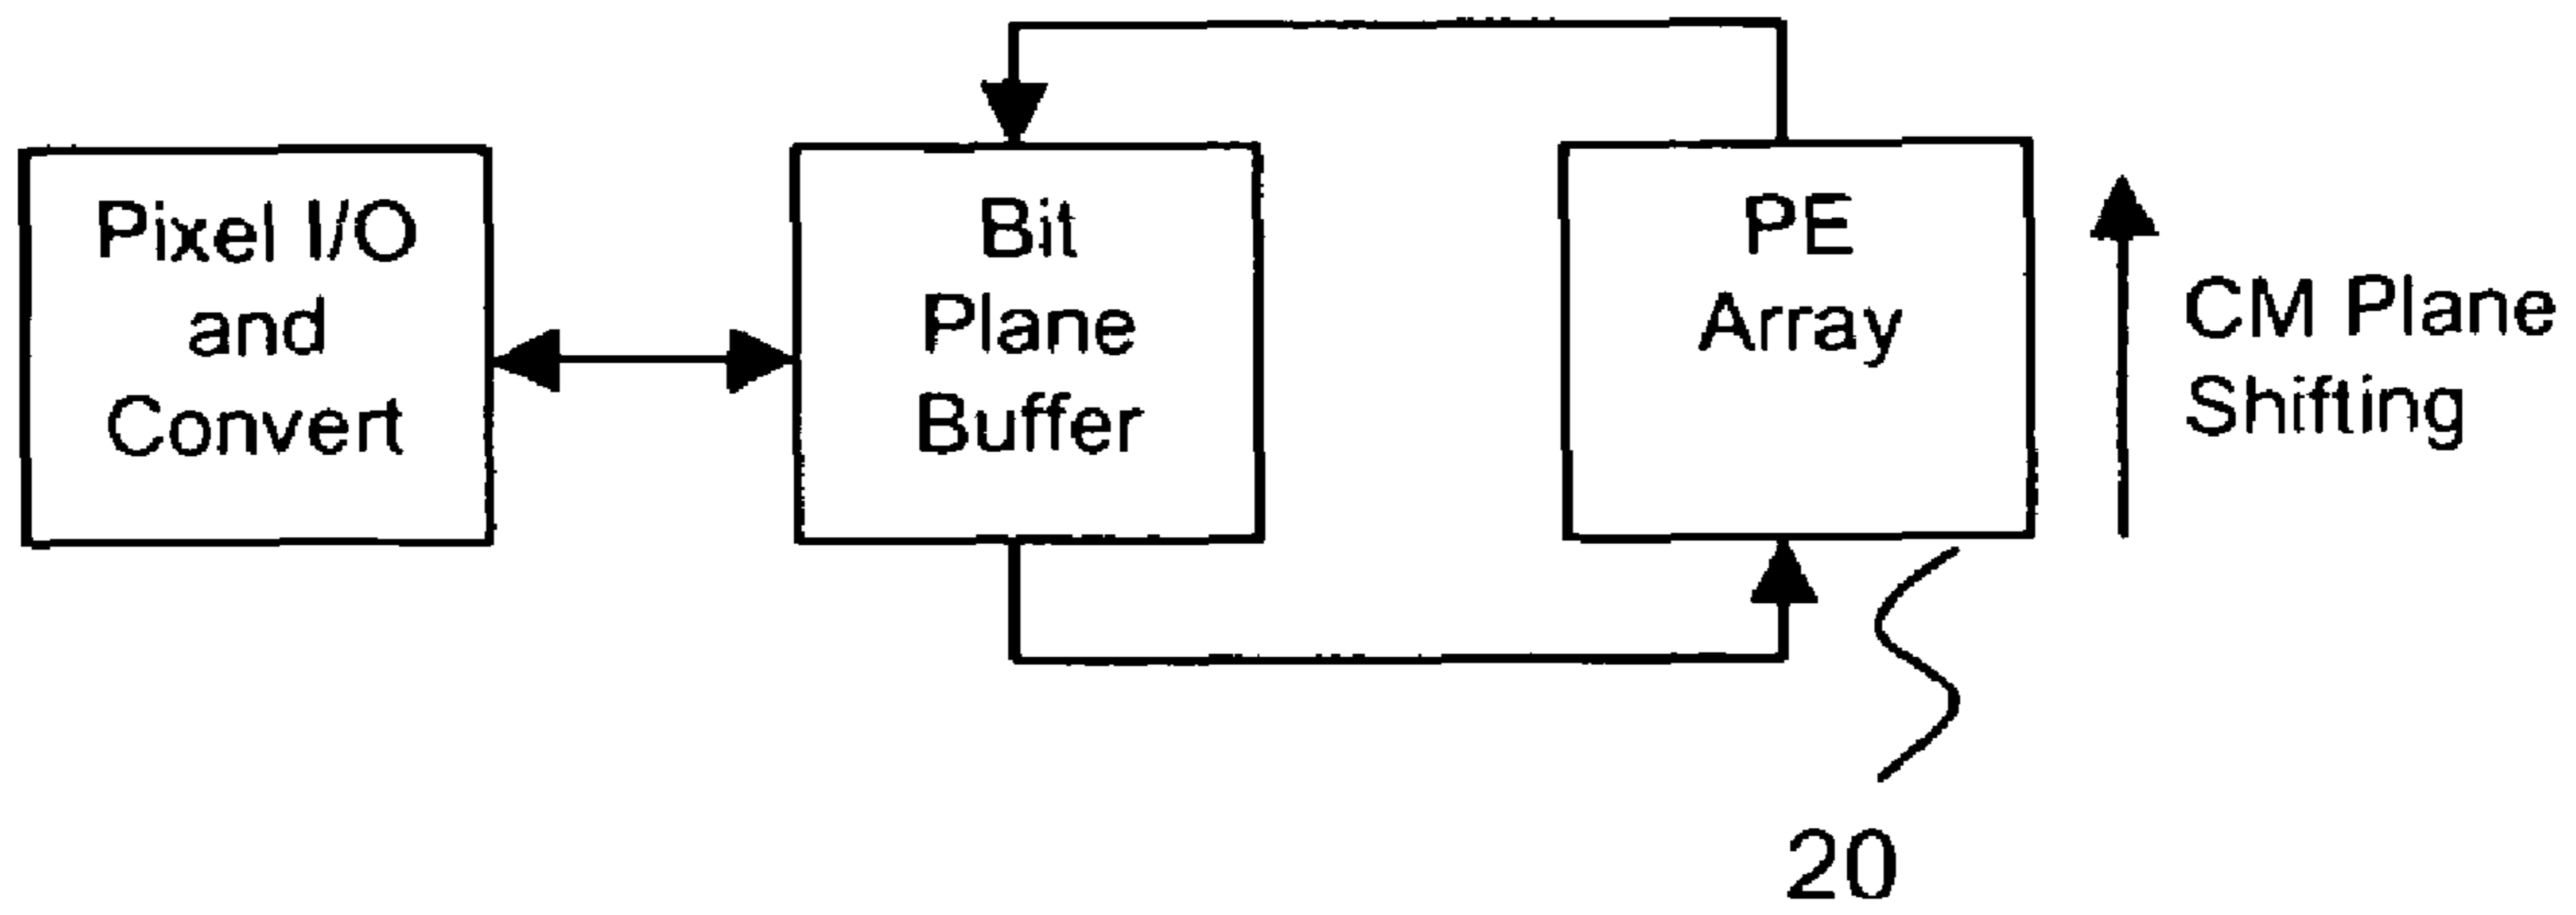 Pixel I/O
and
Convert
Bit
Plane
Buffer
PE
Array
CM Plane
Shifting
20